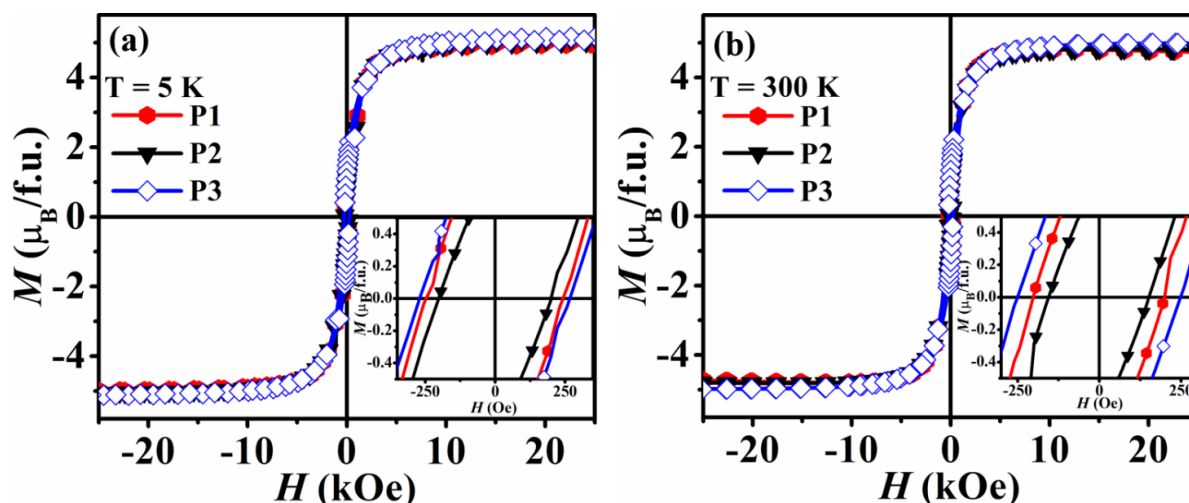 (a)
T = 5 K
P1
P2
P3
M (μB/f.u.)
4
2
0
-2
-4
-20
-10
0
10
20
H (kOe)
M (μB/f.u.)
0.4
0.2
0.0
-0.2
-0.4
-250
0
250
H (Oe)
(b)
T = 300 K
P1
P2
P3
M (μB/f.u.)
4
2
0
-2
-4
-20
-10
0
10
20
H (kOe)
M (μB/f.u.)
0.4
0.2
0.0
-0.2
-0.4
-250
0
250
H (Oe)